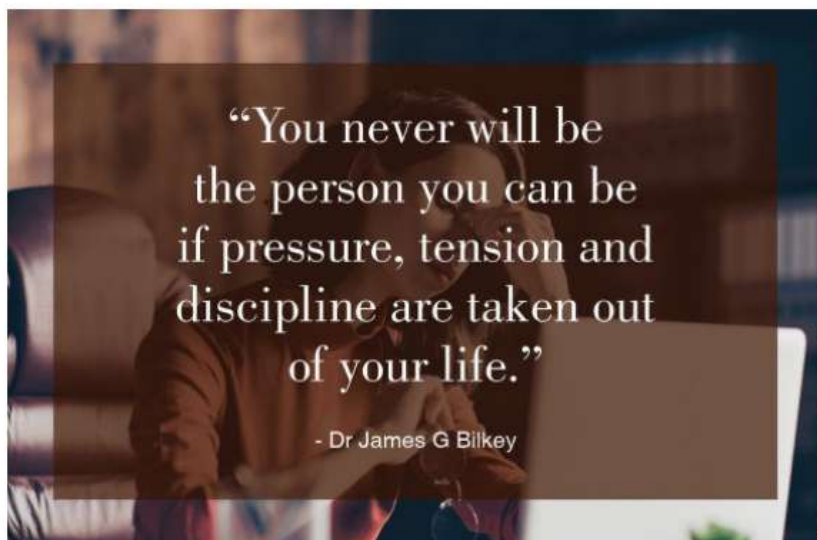 “You never will be
the person you can be
if pressure, tension and
discipline are taken out
of your life.”
- Dr James G Bilkey